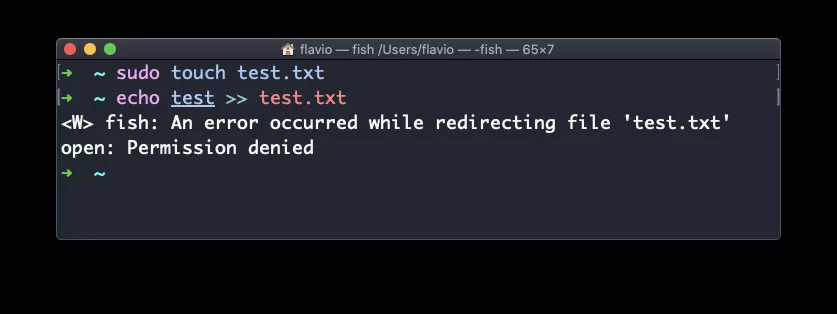 flavio — fish /Users/flavio — -fish — 65×7
➜ ~ sudo touch test.txt
➜ ~ echo test >> test.txt
<W> fish: An error occurred while redirecting file 'test.txt'
open: Permission denied
➜ ~